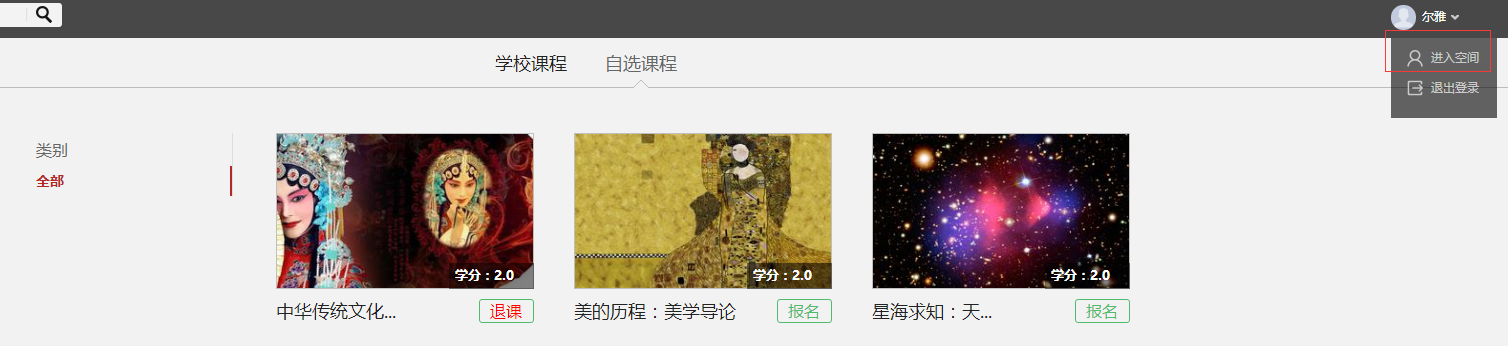 尔雅
学校课程
自选课程
进入空间
退出登录
类别
全部
学分：2.0
学分：2.0
学分：2.0
中华传统文化...
退课
美的历程：美学导论
报名
星海求知：天...
报名